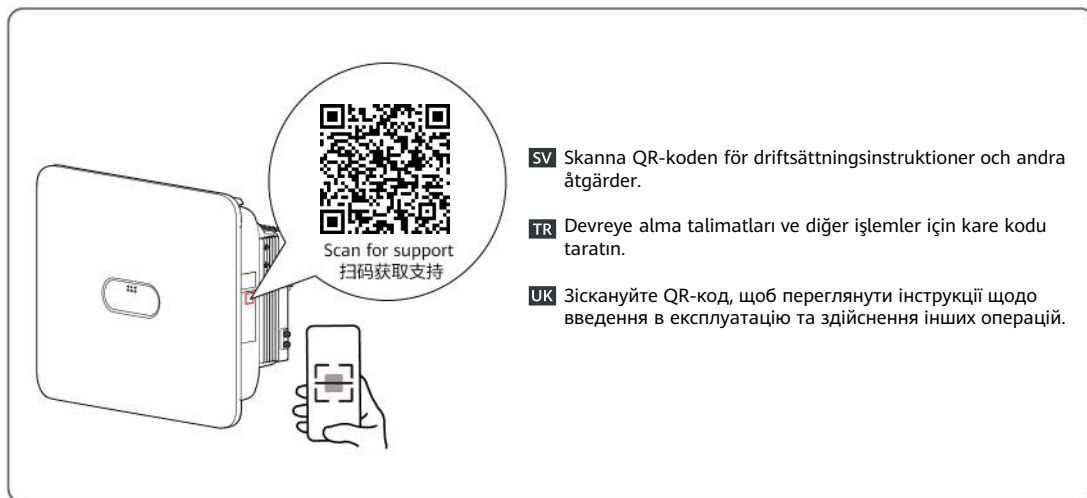 Scan for support
扫码获取支持
SV Skanna QR-koden för driftsättningsinstruktioner och andra
åtgärder.
TR Devreye alma talimatları ve diğer işlemler için kare kodu
taratın.
UK Зіскануйте QR-код, щоб переглянути інструкції щодо
введення в експлуатацію та здійснення інших операцій.